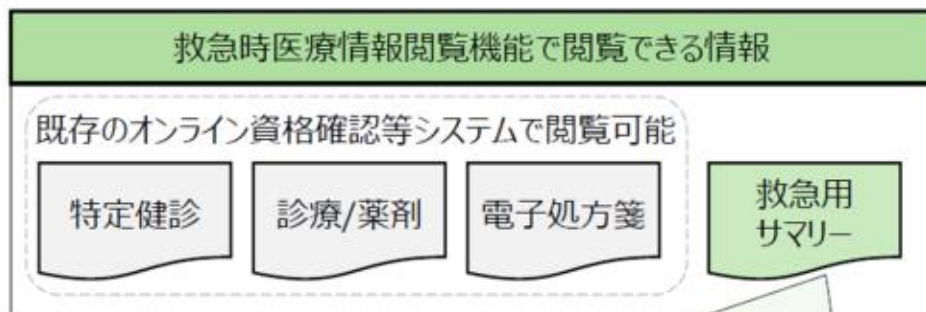 救急時医療情報閲覧機能で閲覧できる情報
既存のオンライン資格確認等システムで閲覧可能
特定健診
診療/薬剤
電子処方箋
救急用
サマリー